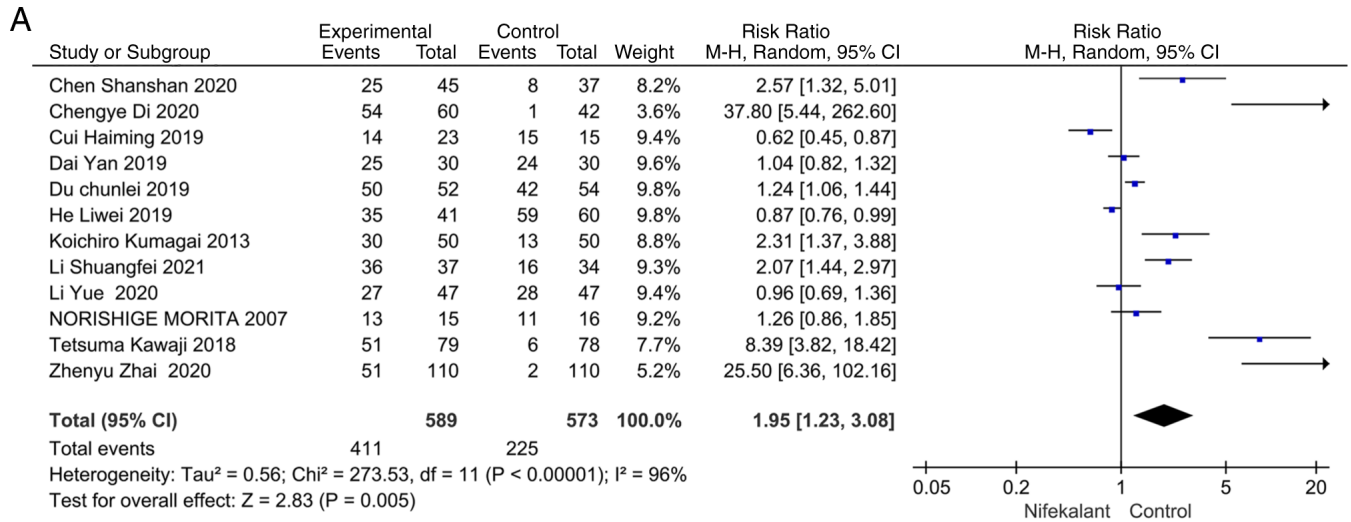 A
Experimental Control Risk Ratio Risk Ratio
Study or Subgroup Events Total Events Total Weight M-H, Random, 95% CI M-H, Random, 95% CI
Chen Shanshan 2020 25 45 8 37 8.2% 2.57 [1.32, 5.01]
Chengye Di 2020 54 60 1 42 3.6% 37.80 [5.44, 262.60]
Cui Haiming 2019 14 23 15 15 9.4% 0.62 [0.45, 0.87]
Dai Yan 2019 25 30 24 30 9.6% 1.04 [0.82, 1.32]
Du chunlei 2019 50 52 42 54 9.8% 1.24 [1.06, 1.44]
He Liwei 2019 35 41 59 60 9.8% 0.87 [0.76, 0.99]
Koichiro Kumagai 2013 30 50 13 50 8.8% 2.31 [1.37, 3.88]
Li Shuangfei 2021 36 37 16 34 9.3% 2.07 [1.44, 2.97]
Li Yue 2020 27 47 28 47 9.4% 0.96 [0.69, 1.36]
NORISHIGE MORITA 2007 13 15 11 16 9.2% 1.26 [0.86, 1.85]
Tetsuma Kawaji 2018 51 79 6 78 7.7% 8.39 [3.82, 18.42]
Zhenyu Zhai 2020 51 110 2 110 5.2% 25.50 [6.36, 102.16]
Total (95% CI) 589 573 100.0% 1.95 [1.23, 3.08]
Total events 411 225
Heterogeneity: Tau² = 0.56; Chi² = 273.53, df = 11 (P < 0.00001); I² = 96%
Test for overall effect: Z = 2.83 (P = 0.005)
0.05 0.2 1 5 20
Nifekalant Control